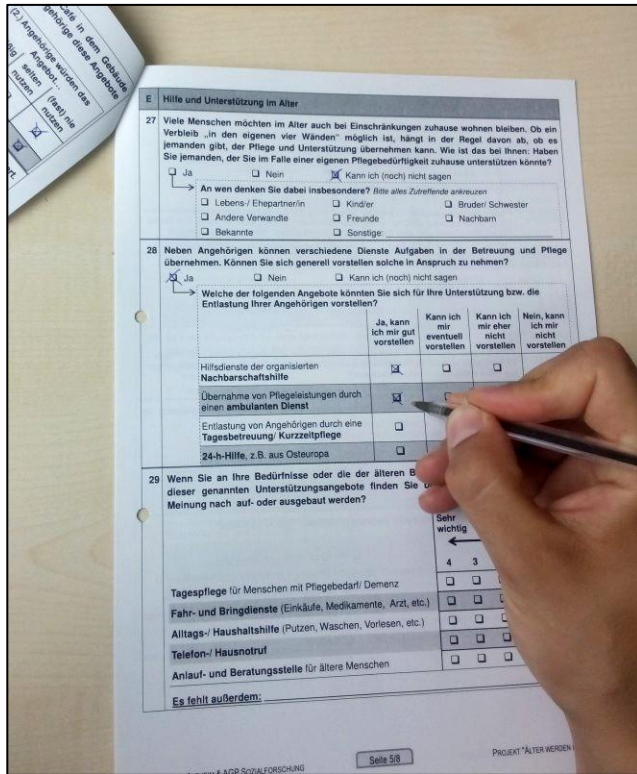 Café in dem Gebäude
gehörige diese Angebote
(2.) Angehörige würden das
Angebot...
selten
nutzen
(fast) nie
nutzen
E Hilfe und Unterstützung im Alter
27 Viele Menschen möchten im Alter auch bei Einschränkungen zuhause wohnen bleiben. Ob ein
Verbleib „in den eigenen vier Wänden" möglich ist, hängt in der Regel davon ab, ob es
jemanden gibt, der Pflege und Unterstützung übernehmen kann. Wie ist das bei Ihnen: Haben
Sie jemanden, der Sie im Falle einer eigenen Pflegebedürftigkeit zuhause unterstützen könnte?
Ja Nein Kann ich (noch) nicht sagen
An wen denken Sie dabei insbesondere? Bitte alles Zutreffende ankreuzen
Lebens-/ Ehepartner/in Kind/er Bruder/ Schwester
Andere Verwandte Freunde Nachbarn
Bekannte Sonstige:
28 Neben Angehörigen können verschiedene Dienste Aufgaben in der Betreuung und Pflege
übernehmen. Können Sie sich generell vorstellen solche in Anspruch zu nehmen?
Ja Nein Kann ich (noch) nicht sagen
Welche der folgenden Angebote könnten Sie sich für Ihre Unterstützung bzw. die
Entlastung Ihrer Angehörigen vorstellen?
Ja, kann
ich mir gut
vorstellen
Kann ich
mir
eventuell
vorstellen
Kann ich
mir eher
nicht
vorstellen
Nein, kann
ich mir
nicht
vorstellen
Hilfsdienste der organisierten
Nachbarschaftshilfe
Übernahme von Pflegeleistungen durch
einen ambulanten Dienst
Entlastung von Angehörigen durch eine
Tagesbetreuung/ Kurzzeitpflege
24-h-Hilfe, z.B. aus Osteuropa
29 Wenn Sie an Ihre Bedürfnisse oder die der älteren
dieser genannten Unterstützungsangebote finden Sie
Meinung nach auf- oder ausgebaut werden?
Sehr
wichtig
4 3
Tagespflege für Menschen mit Pflegebedarf/ Demenz
Fahr- und Bringdienste (Einkäufe, Medikamente, Arzt, etc.)
Alltags-/ Haushaltshilfe (Putzen, Waschen, Vorlesen, etc.)
Telefon-/ Hausnotruf
Anlauf- und Beratungsstelle für ältere Menschen
Es fehlt außerdem:
AGP SOZIALFORSCHUNG
Seite 5/8
PROJEKT "ÄLTER WERDEN